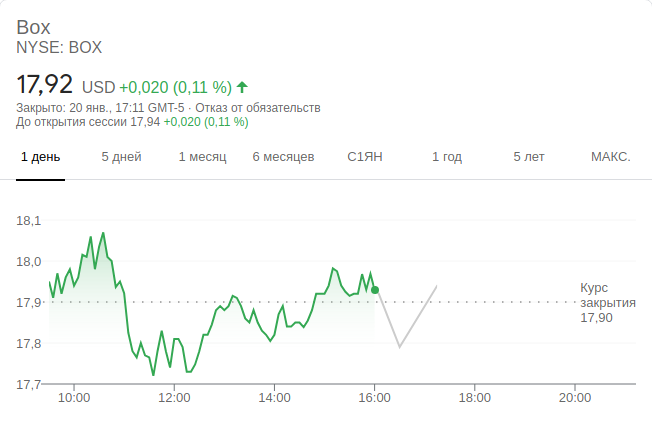 Box
NYSE: BOX
17,92 USD +0,020 (0,11 %)
Закрыто: 20 янв., 17:11 GMT-5 · Отказ от обязательств
До открытия сессии 17,94 +0,020 (0,11 %)
1 день 5 дней 1 месяц 6 месяцев С1ЯН 1 год 5 лет МАКС.
18,1
18,0
17,9
17,8
17,7
Курс
закрытия
17,90
10:00 12:00 14:00 16:00 18:00 20:00